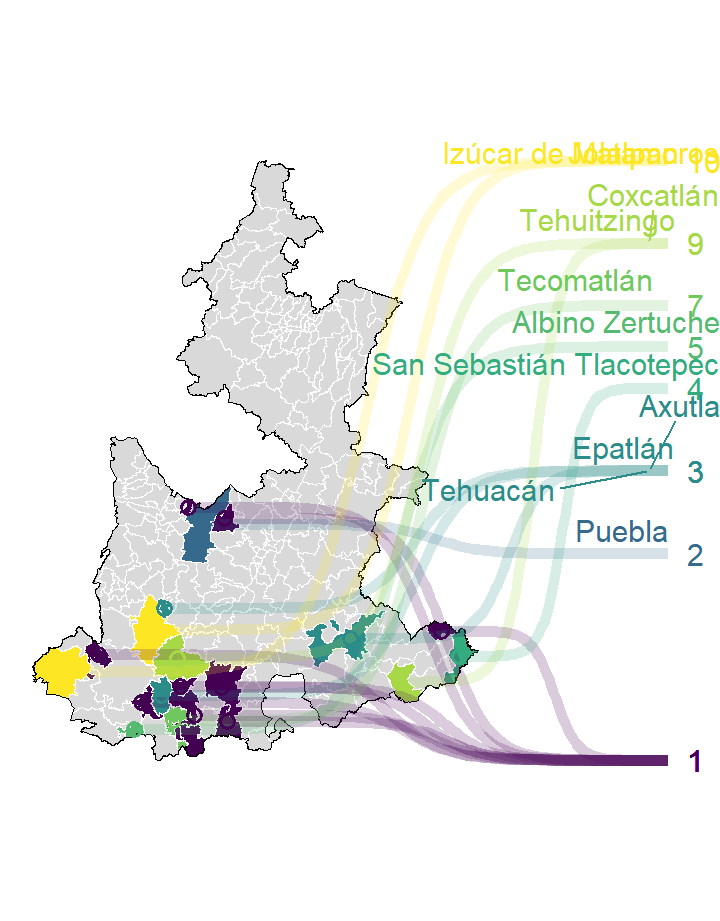 Izúcar de Matamoros
Jolalpan
10
Coxcatlán
Tehuitzingo
9
Tecomatlán
7
Albino Zertuche
5
San Sebastián Tlacotepec
4
Axutla
Epatlán
3
Tehuacán
Puebla
2
1